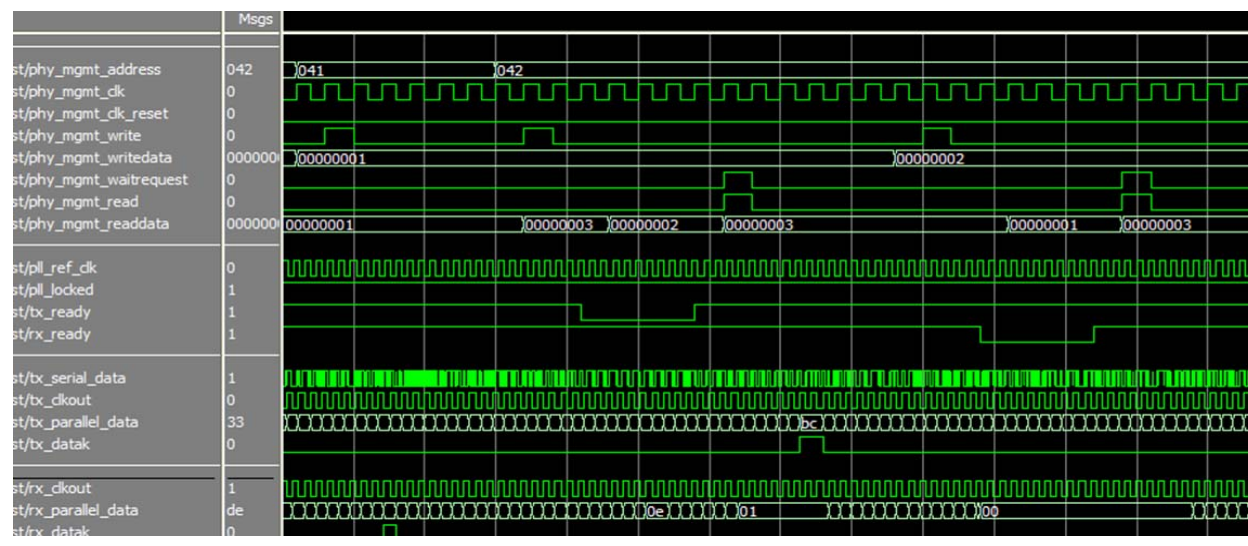 Msgs
st/phy_mgmt_address 042 041 042
st/phy_mgmt_clk 0
st/phy_mgmt_clk_reset 0
st/phy_mgmt_write 0
st/phy_mgmt_writedata 0000000 00000001 00000002
st/phy_mgmt_waitrequest 0
st/phy_mgmt_read 0
st/phy_mgmt_readdata 0000000 00000001 00000003 00000002 00000003 00000001 00000003
st/pll_ref_clk 0
st/pll_locked 1
st/tx_ready 1
st/rx_ready 1
st/tx_serial_data 1
st/tx_clkout 0
st/tx_parallel_data 33 bc
st/tx_datak 0
st/rx_clkout 1
st/rx_parallel_data de 0e 01 00
st/rx_datak 0